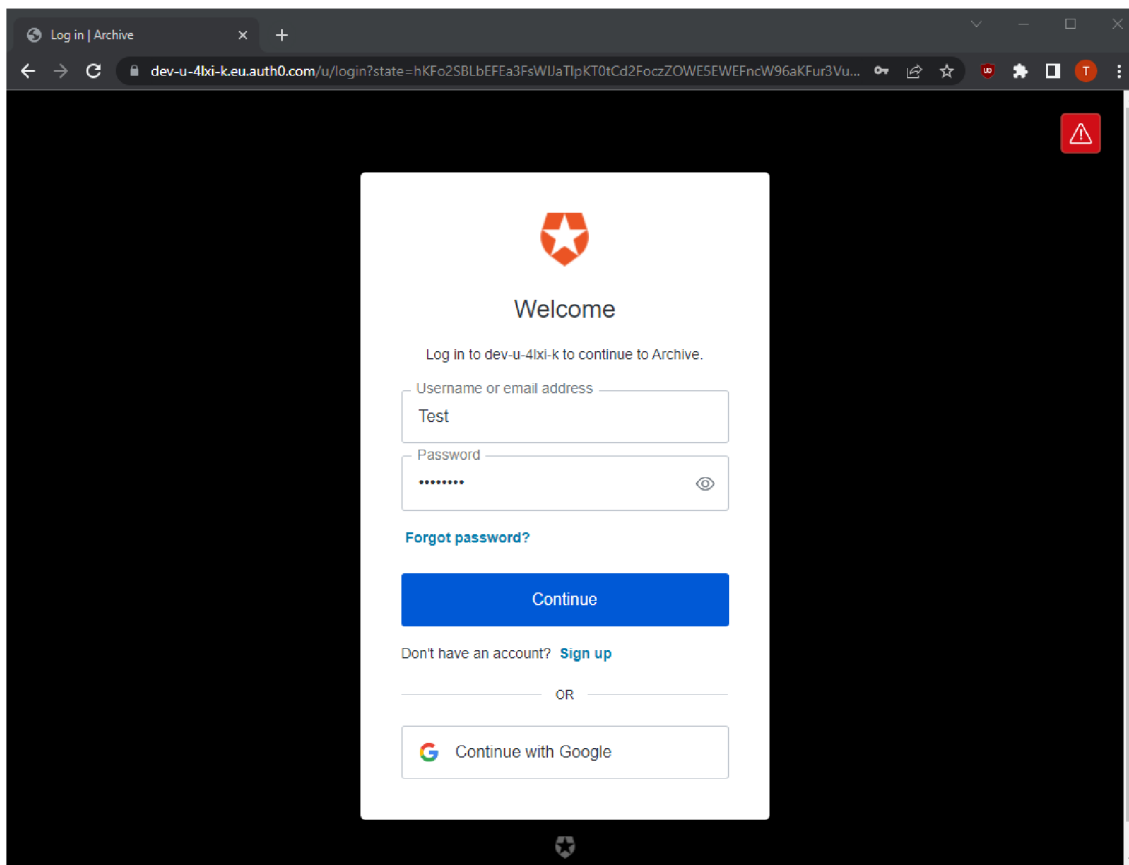 Log in | Archive
dev-u-4lxi-k.eu.auth0.com/u/login?state=hKFo2SBLbEFEa3FsWlJaTlpKT0tCd2FoczZOWE5EWEFncW96aKFur3Vu...
T
Welcome
Log in to dev-u-4lxi-k to continue to Archive.
Username or email address
Test
Password
••••••••
Forgot password?
Continue
Don't have an account? Sign up
OR
Continue with Google